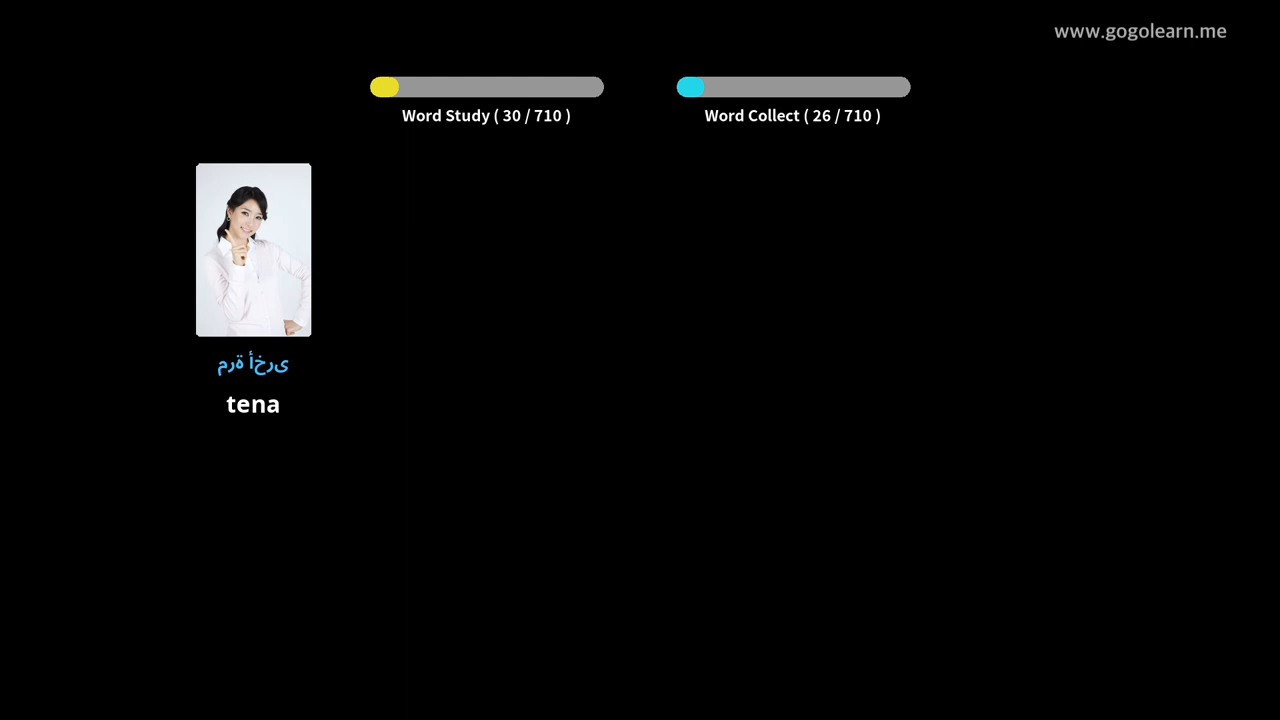 www.gogolearn.me
Word Study ( 30 / 710 )
Word Collect ( 26 / 710 )
مرة أخرى
tena